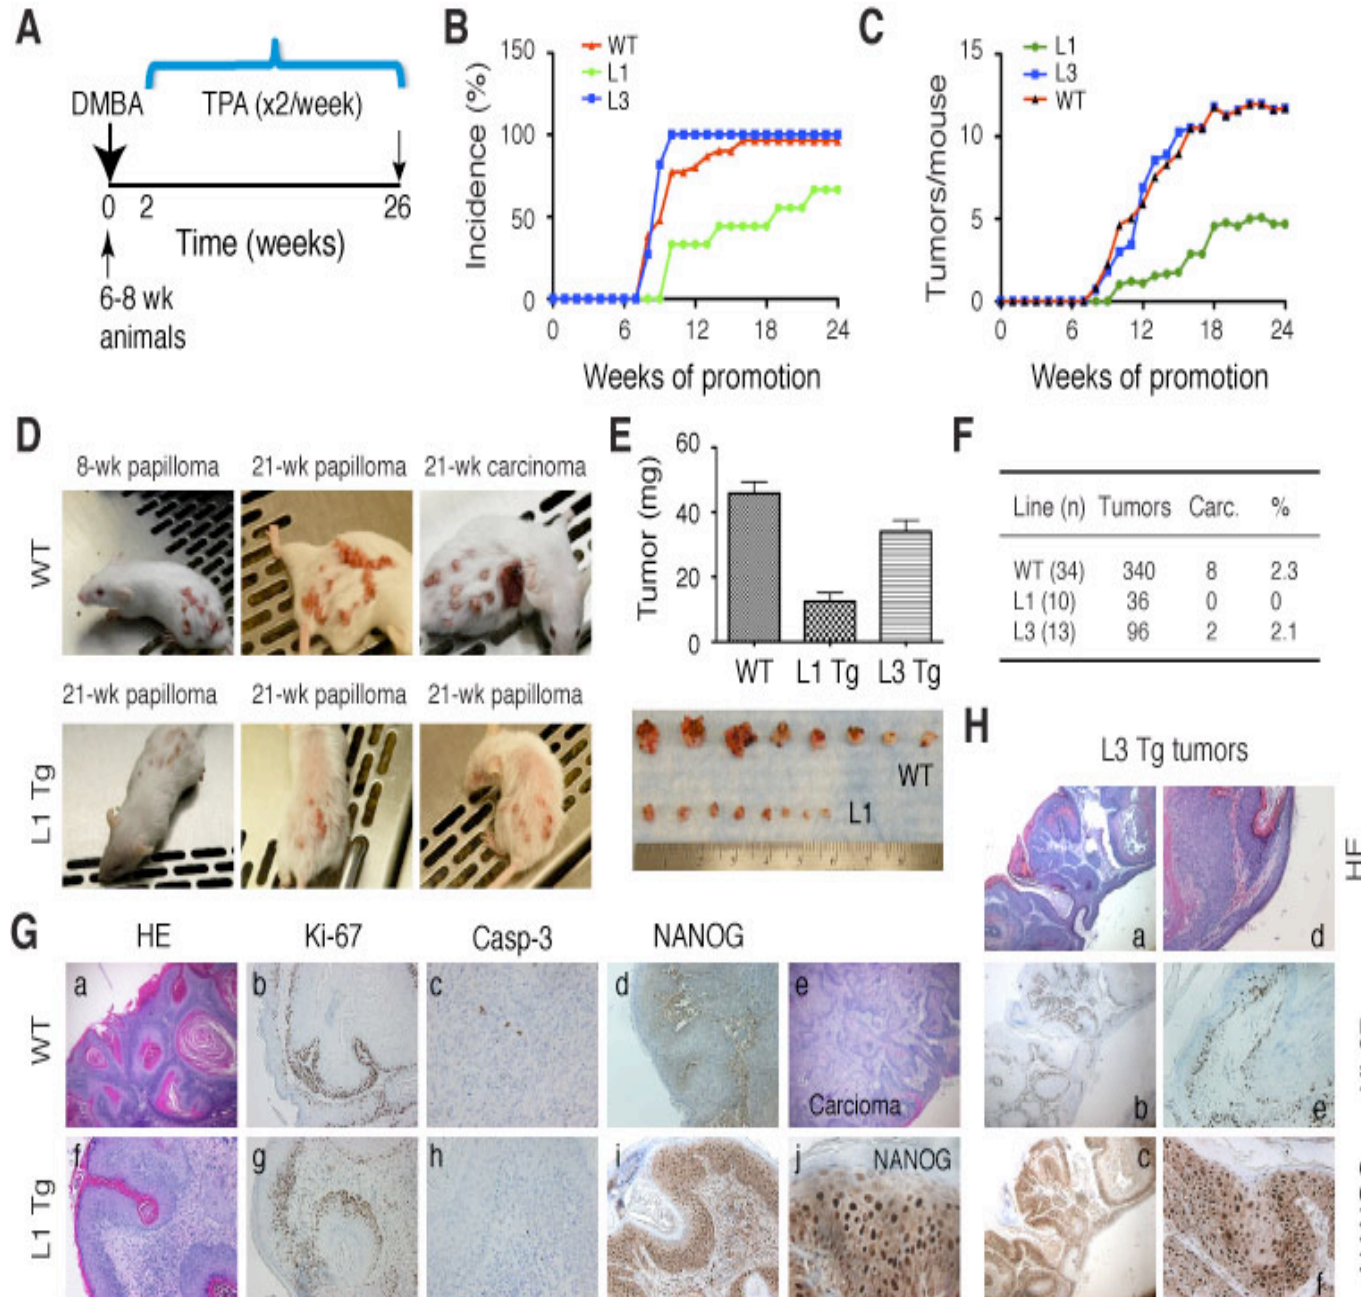 A
DMBA
TPA (x2/week)
0 2 26
Time (weeks)
6-8 wk
animals
B
WT
L1
L3
Incidence (%)
150
100
50
0
0 6 12 18 24
Weeks of promotion
C
L1
L3
WT
Tumors/mouse
15
10
5
0
0 6 12 18 24
Weeks of promotion
D
8-wk papilloma 21-wk papilloma 21-wk carcinoma
WT
21-wk papilloma 21-wk papilloma 21-wk papilloma
L1 Tg
E
Tumor (mg)
60
40
20
0
WT L1 Tg L3 Tg
WT
L1
F
Line (n) Tumors Carc. %
WT (34) 340 8 2.3
L1 (10) 36 0 0
L3 (13) 96 2 2.1
G
HE Ki-67 Casp-3 NANOG
WT
a b c d e
Carcioma
L1 Tg
f g h i j NANOG
H
L3 Tg tumors
a d
HE
b e
c f